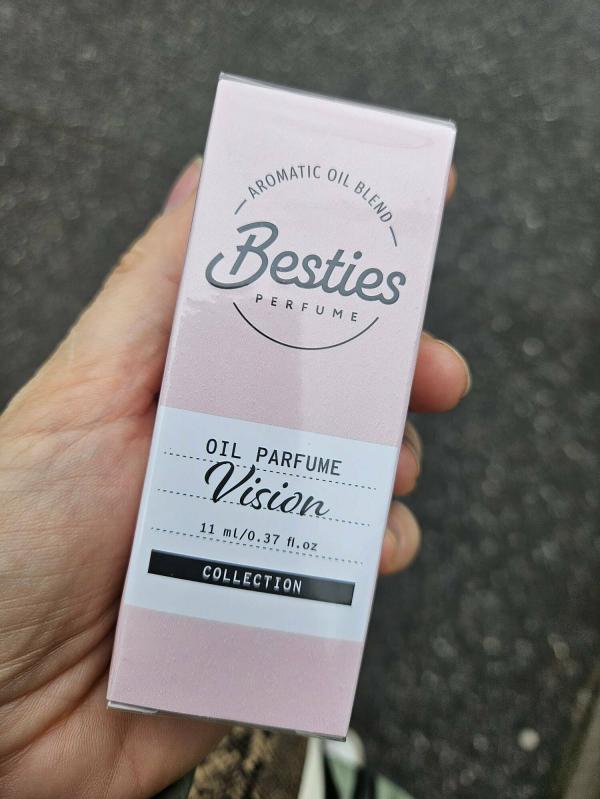 AROMATIC OIL BLEND
Besties
PERFUME
OIL PARFUME
Vision
11 ml/0.37 fl.oz
COLLECTION